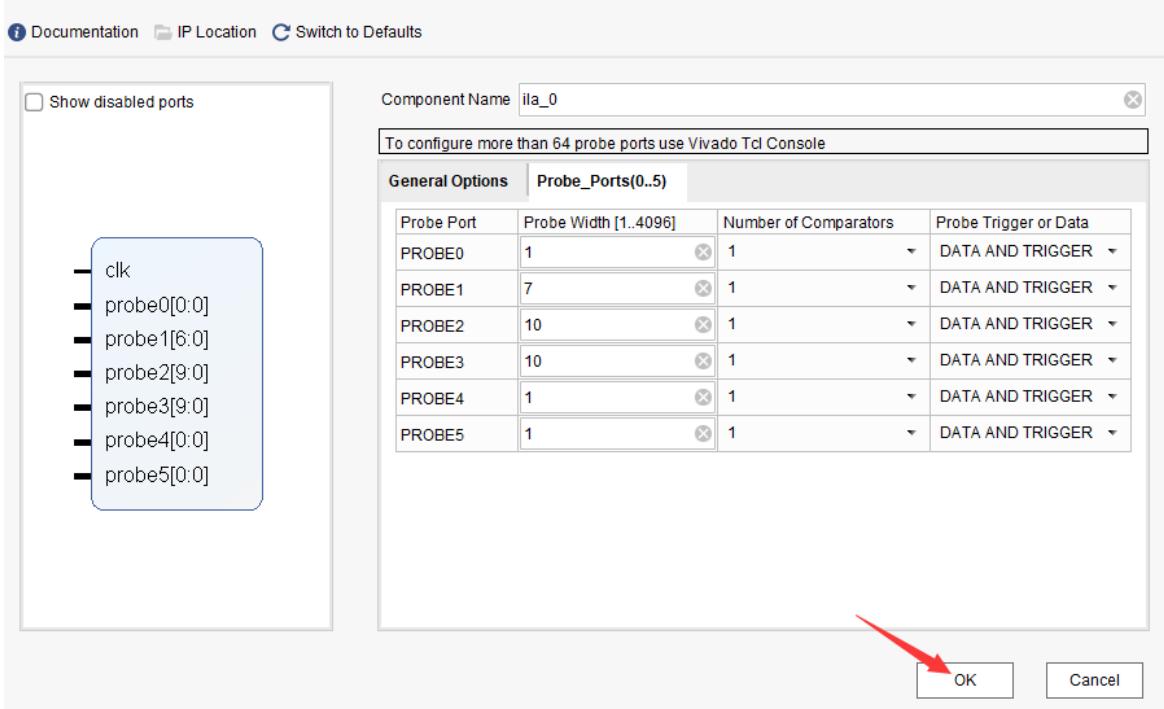 Documentation IP Location Switch to Defaults
Show disabled ports
clk
probe0[0:0]
probe1[6:0]
probe2[9:0]
probe3[9:0]
probe4[0:0]
probe5[0:0]
Component Name ila_0
To configure more than 64 probe ports use Vivado Tcl Console
General Options Probe_Ports(0..5)
Probe Port Probe Width [1..4096] Number of Comparators Probe Trigger or Data
PROBE0 1 1 DATA AND TRIGGER
PROBE1 7 1 DATA AND TRIGGER
PROBE2 10 1 DATA AND TRIGGER
PROBE3 10 1 DATA AND TRIGGER
PROBE4 1 1 DATA AND TRIGGER
PROBE5 1 1 DATA AND TRIGGER
OK Cancel